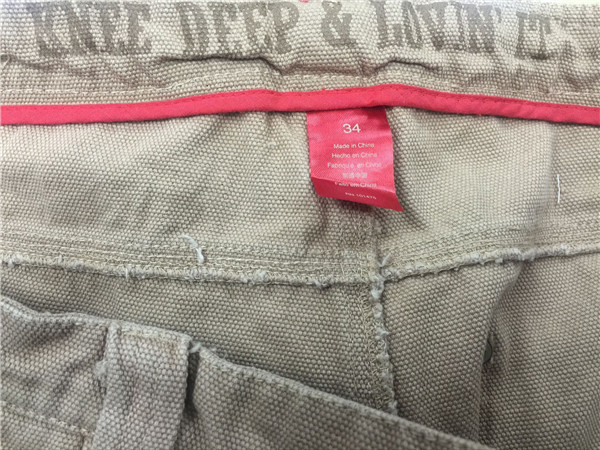 KNEE DEEP & LOVIN' IT
34
Made in China
Hecho en China
Fabriqué en Chine